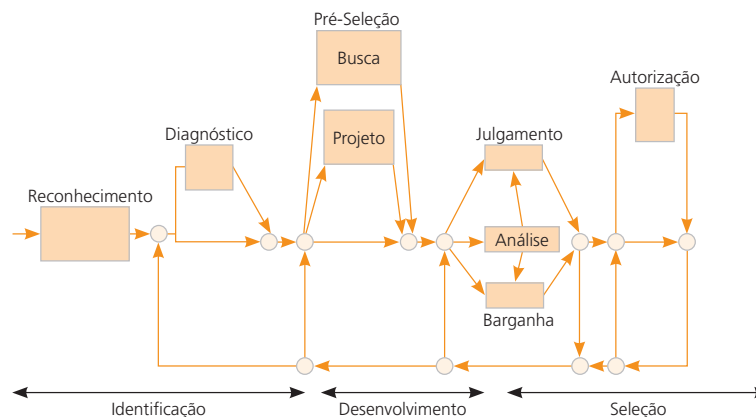 Pré-Seleção
Busca
Autorização
Diagnóstico
Projeto
Julgamento
Reconhecimento
Análise
Barganha
Identificação
Desenvolvimento
Seleção